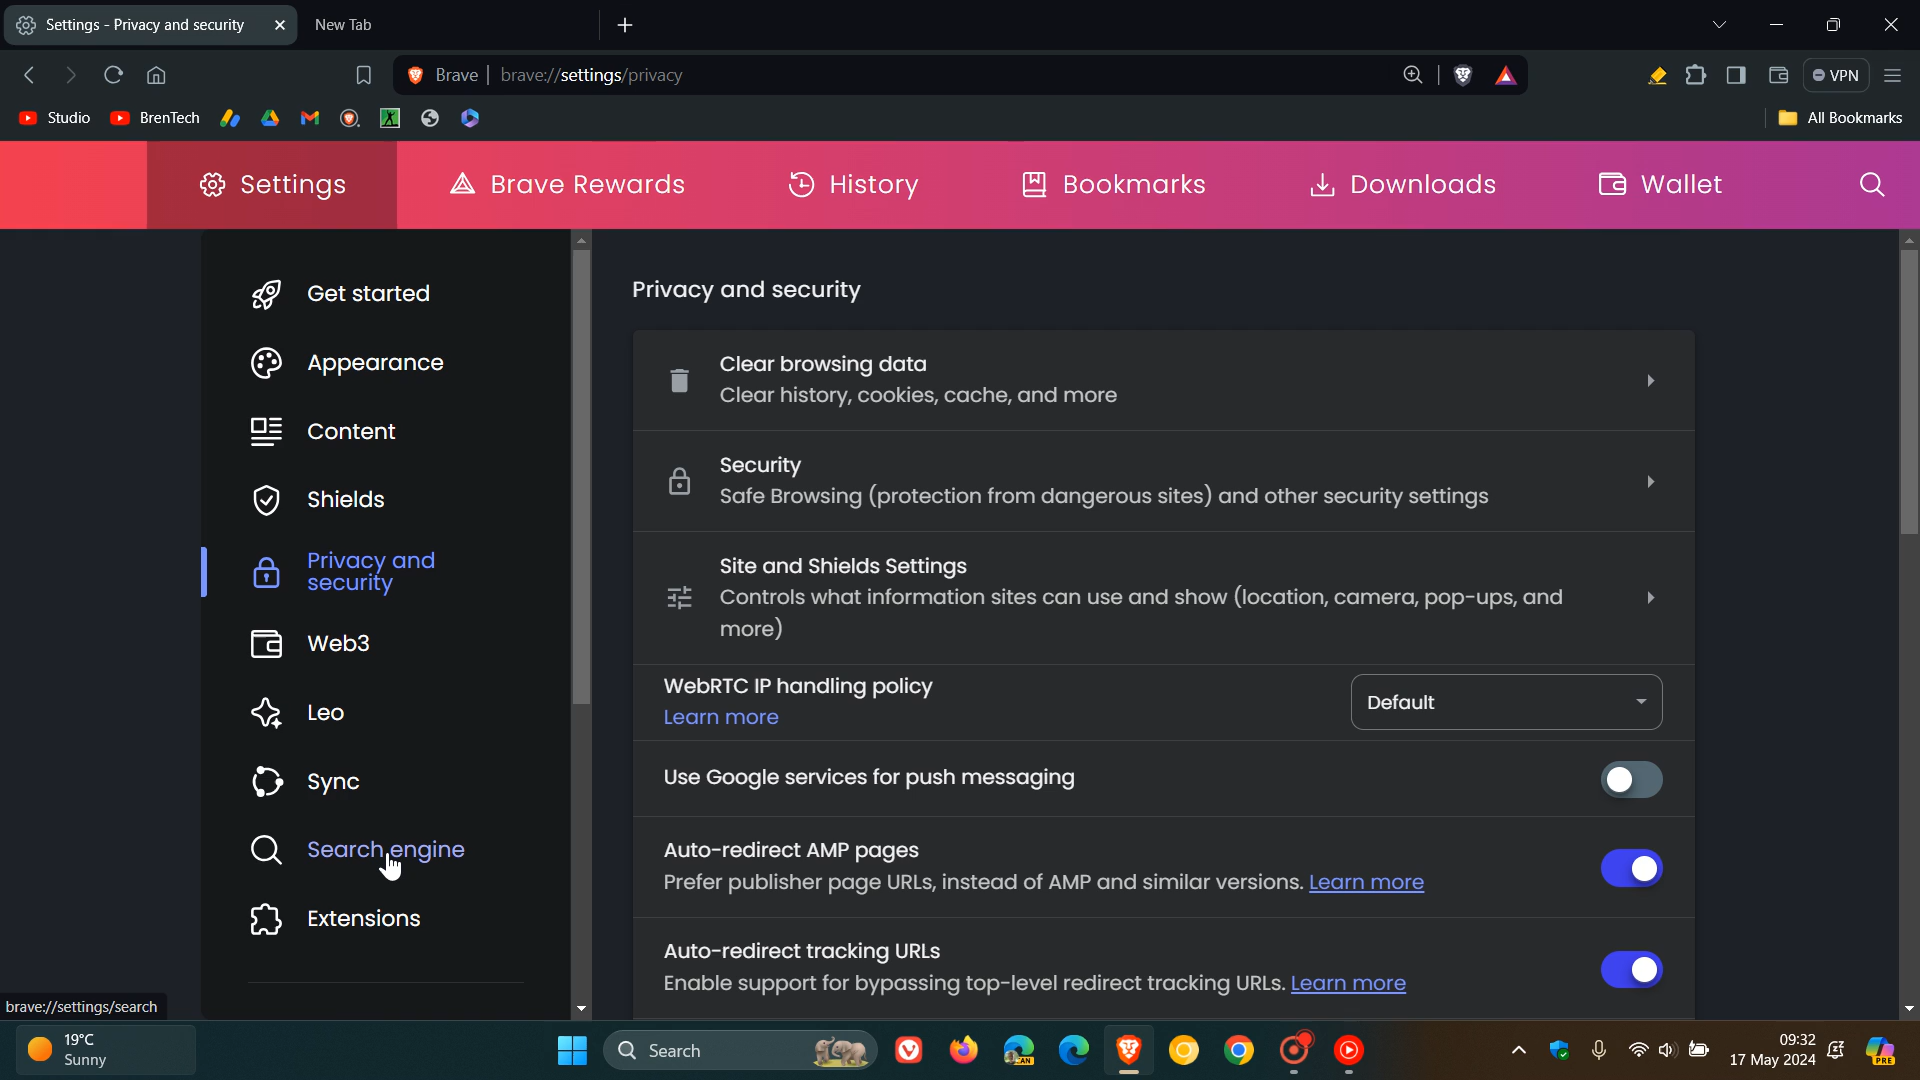 Settings - Privacy and security
New Tab
Brave | brave://settings/privacy
VPN
Studio
BrenTech
All Bookmarks
Settings
Brave Rewards
History
Bookmarks
Downloads
Wallet
Get started
Appearance
Content
Shields
Privacy and
security
Web3
Leo
Sync
Search engine
Extensions
Privacy and security
Clear browsing data
Clear history, cookies, cache, and more
Security
Safe Browsing (protection from dangerous sites) and other security settings
Site and Shields Settings
Controls what information sites can use and show (location, camera, pop-ups, and
more)
WebRTC IP handling policy
Learn more
Default
Use Google services for push messaging
Auto-redirect AMP pages
Prefer publisher page URLs, instead of AMP and similar versions. Learn more
Auto-redirect tracking URLs
Enable support for bypassing top-level redirect tracking URLs. Learn more
brave://settings/search
19°C
Sunny
Search
CAN
09:32
17 May 2024
PRE